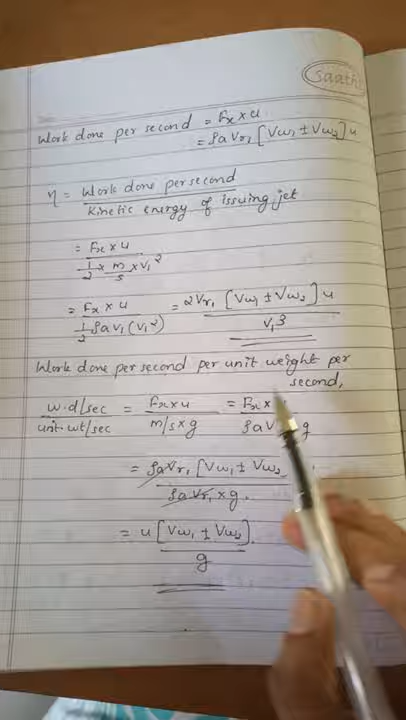 Saath
Work done per second = Fx × u
= ρaVr₁ [Vw₁ ± Vw₂] u
η = Work done per second / Kinetic energy of issuing jet
= Fx × u / ½ × m/s × V₁²
= Fx × u / ½ ρaV₁(V₁²) = 2Vr₁ [Vw₁ ± Vw₂] u / V₁³
Work done per second per unit weight per
second,
w.d/sec / unit.wt/sec = Fx × u / m/s × g = Fx × / ρaV g
= ρaVr₁ [Vw₁ ± Vw₂ / ρaVr₁ × g.
= u [Vw₁ ± Vw₂]. / g